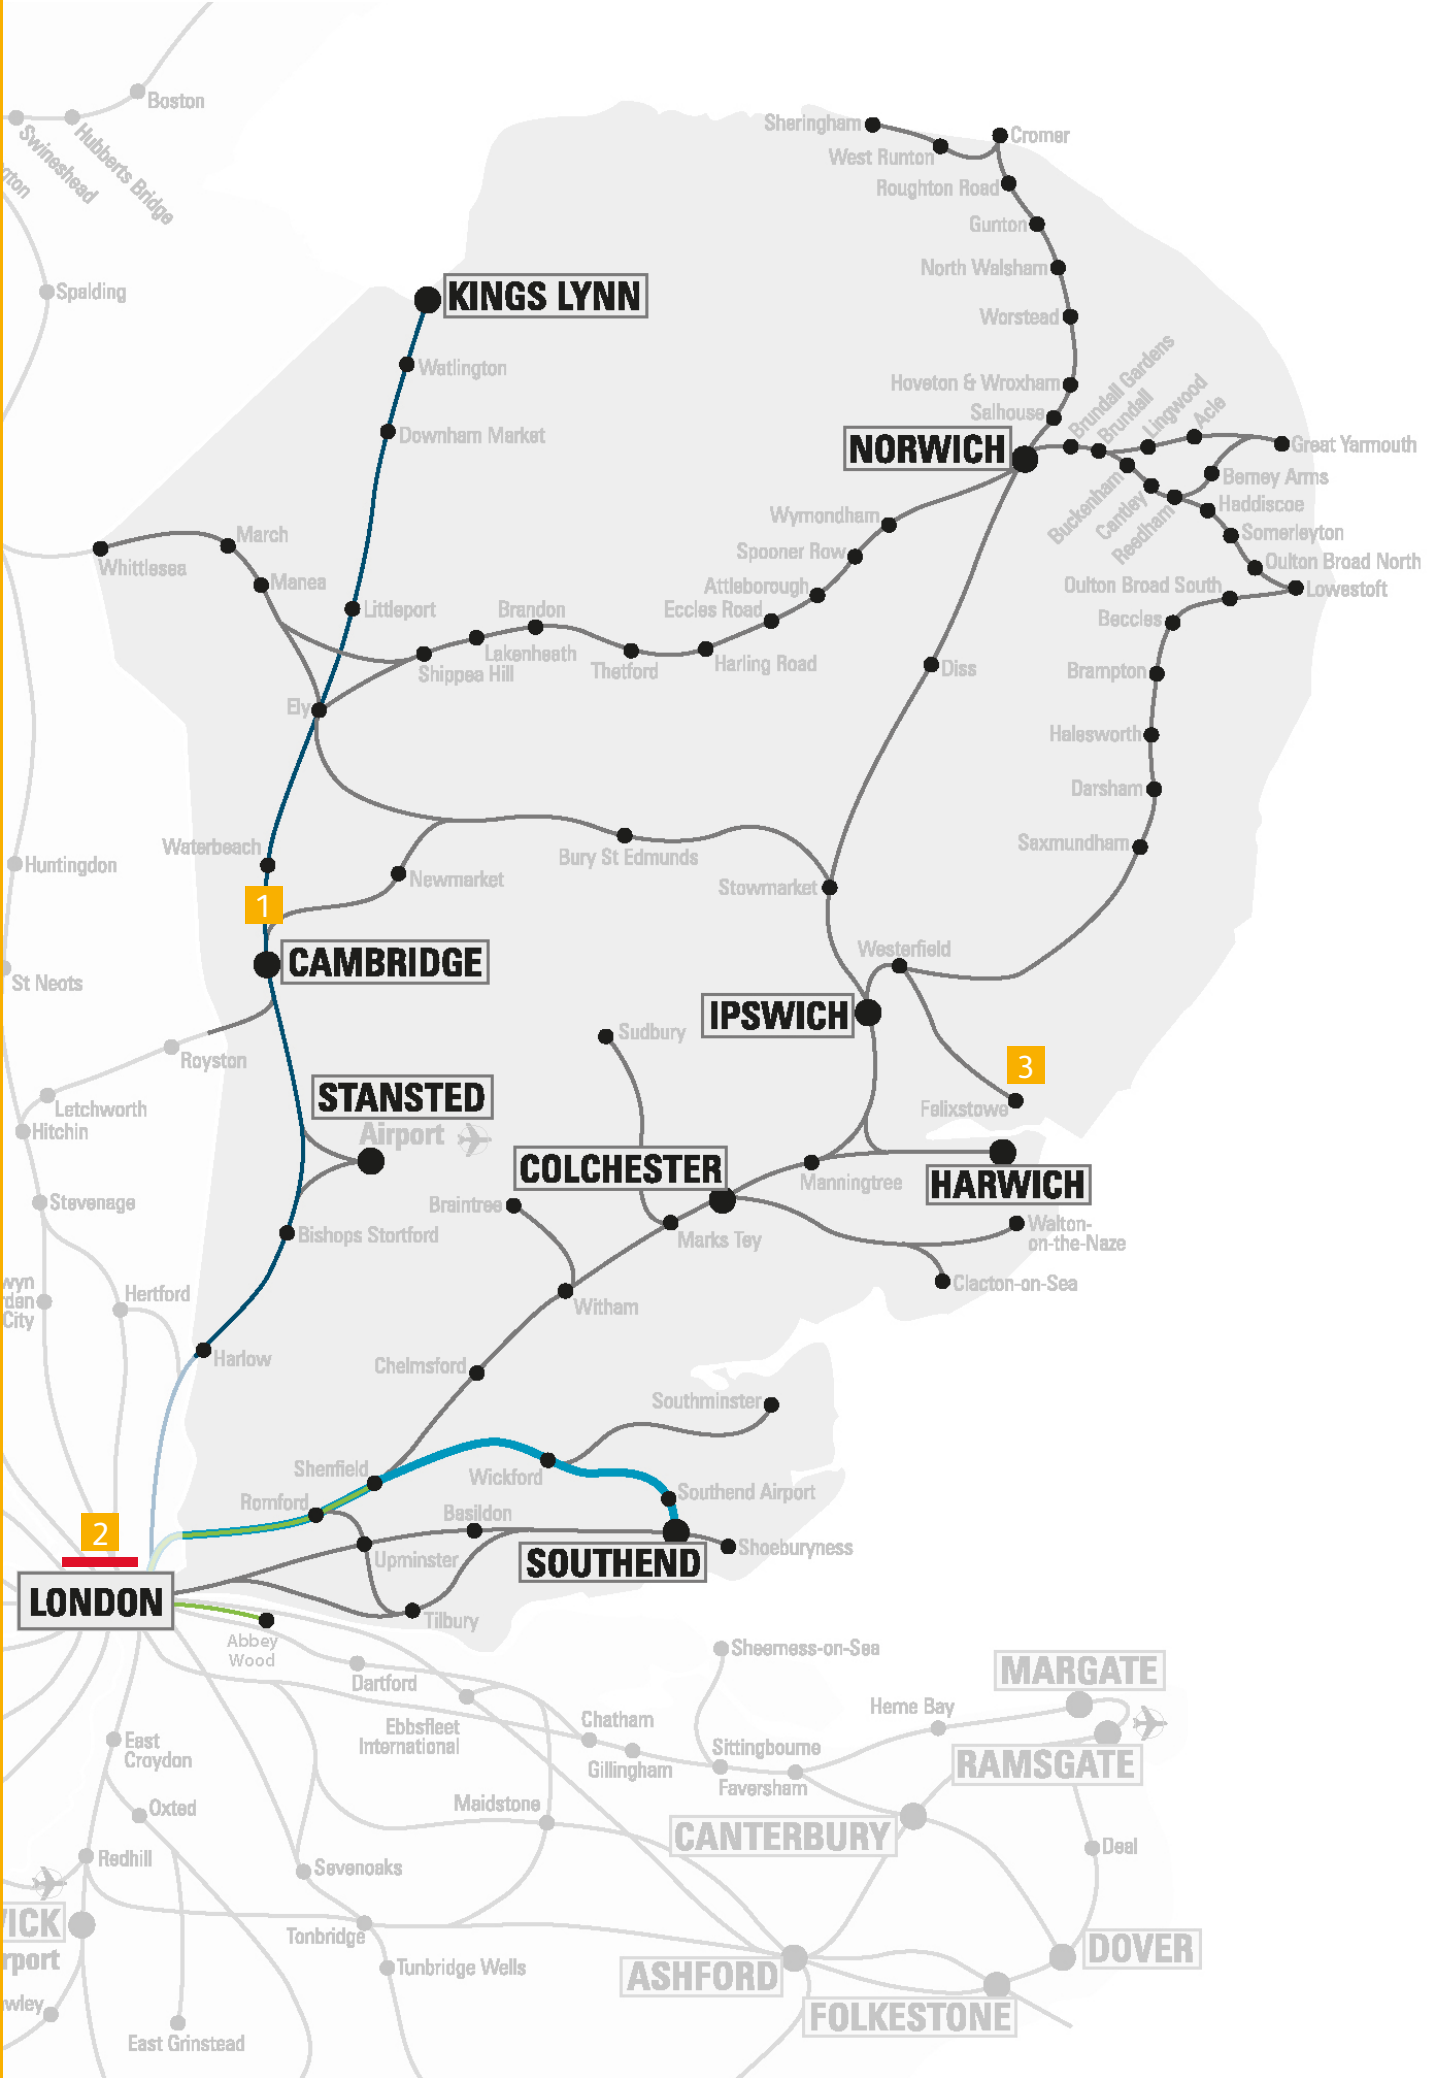 Boston
Swineshead
Hubberts Bridge
gton
Spalding
Sheringham
Cromer
West Runton
Roughton Road
Gunton
North Walsham
KINGS LYNN
Worstead
Watlington
Hoveton & Wroxham
Salhouse
Brundall Gardens
Brundall
Lingwood
Acle
Downham Market
NORWICH
Great Yarmouth
Berney Arms
Buckenham
Cantley
Reedham
Haddiscoe
Wymondham
Somerleyton
March
Spooner Row
Oulton Broad North
Whittlesea
Manea
Attleborough
Oulton Broad South
Lowestoft
Littleport
Brandon
Eccles Road
Beccles
Lakenheath
Shippea Hill
Thetford
Harling Road
Diss
Brampton
Ely
Halesworth
Darsham
Waterbeach
Saxmundham
Huntingdon
Bury St Edmunds
Newmarket
Stowmarket
1
Westerfield
CAMBRIDGE
St Neots
IPSWICH
Sudbury
Royston
3
STANSTED
Airport
Letchworth
Felixstowe
Hitchin
COLCHESTER
Manningtree
HARWICH
Stevenage
Braintree
Walton-
on-the-Naze
Bishops Stortford
Marks Tey
wyn
rden
City
Hertford
Clacton-on-Sea
Witham
Harlow
Chelmsford
Southminster
Shenfield
Wickford
Romford
Southend Airport
Basildon
2
Upminster
SOUTHEND
Shoeburyness
LONDON
Tilbury
Abbey
Wood
Sheerness-on-Sea
Dartford
MARGATE
Herne Bay
Ebbsfleet
International
Chatham
East
Croydon
Sittingbourne
Gillingham
RAMSGATE
Faversham
Oxted
Maidstone
CANTERBURY
Deal
Redhill
Sevenoaks
ICK
rport
Tonbridge
DOVER
Tunbridge Wells
ASHFORD
wley
FOLKESTONE
East Grinstead